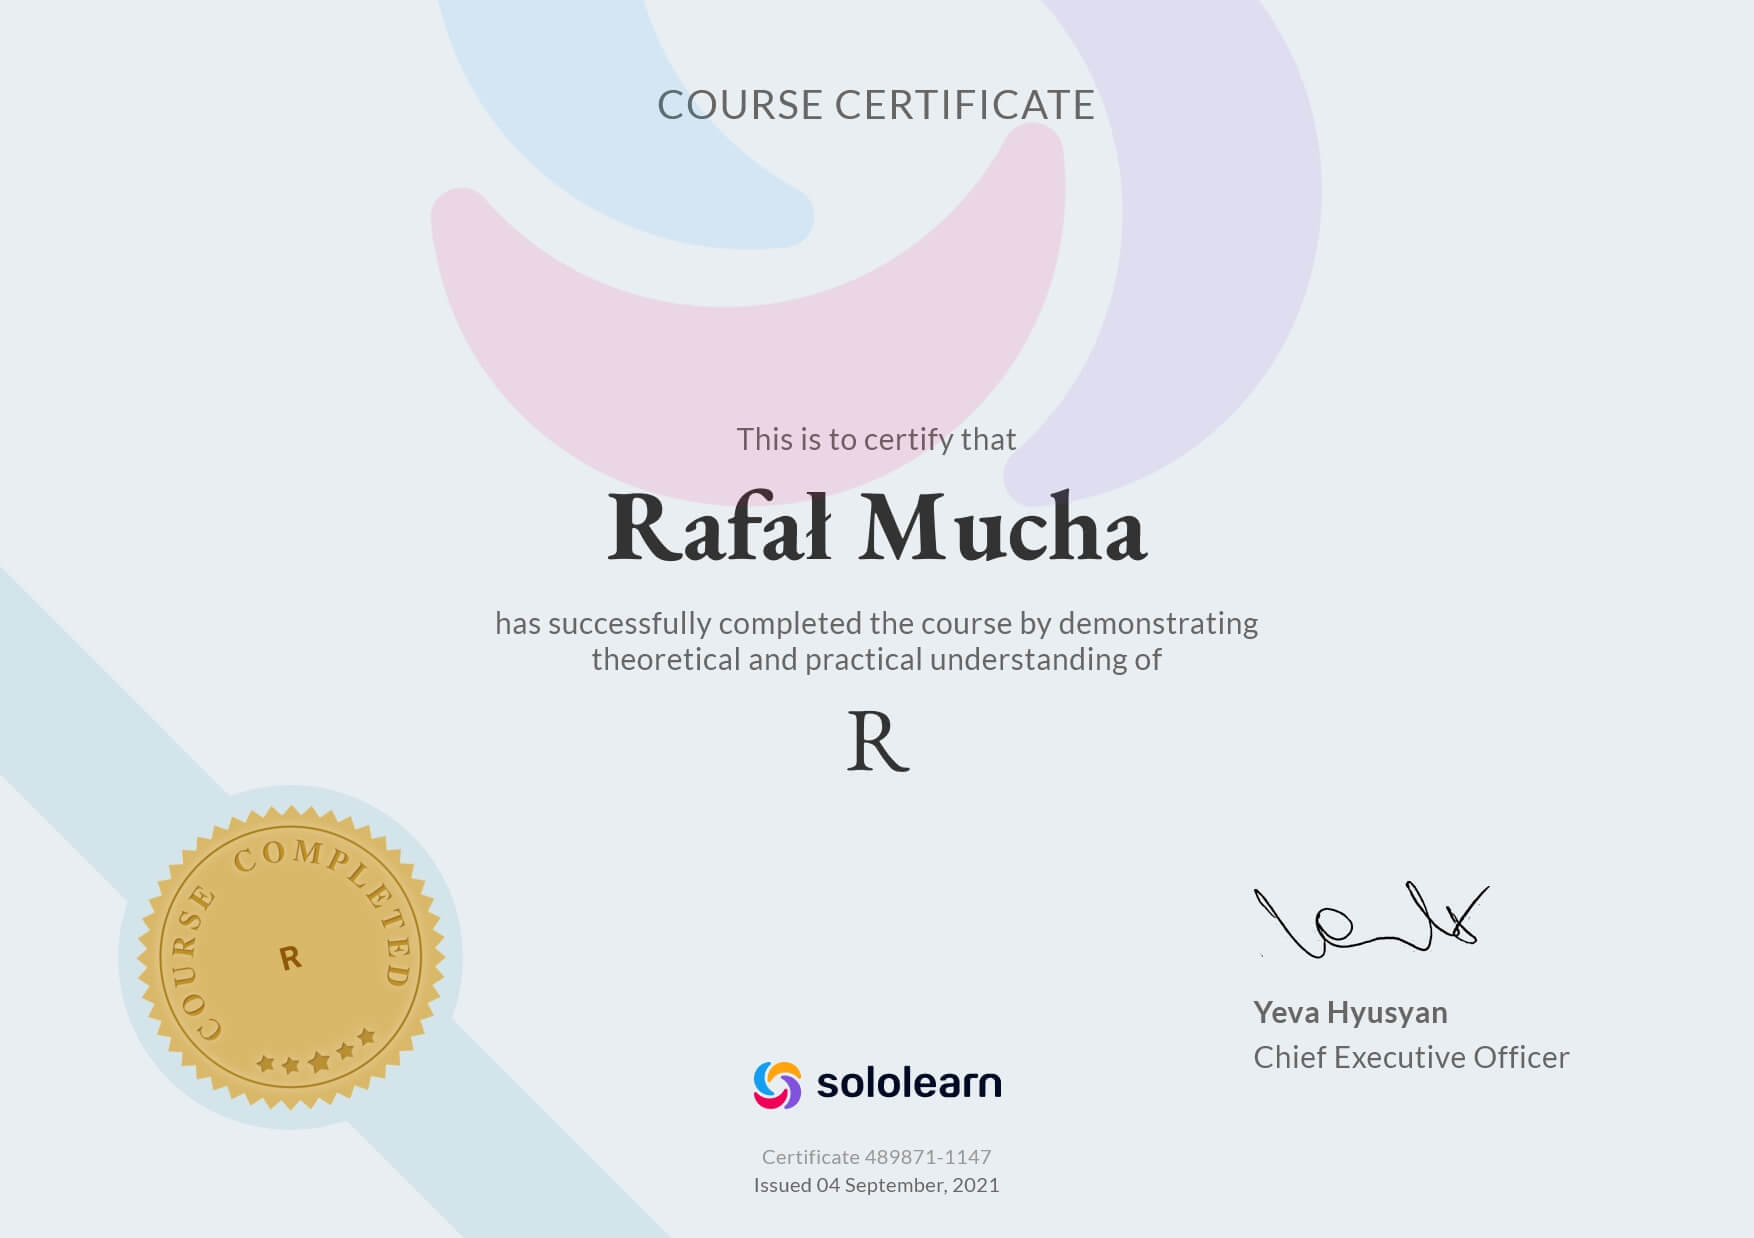 COURSE CERTIFICATE
This is to certify that
Rafał Mucha
has successfully completed the course by demonstrating
theoretical and practical understanding of
R
COURSE COMPLETED
R
Yeva Hyusyan
Chief Executive Officer
sololearn
Certificate 489871-1147
Issued 04 September, 2021